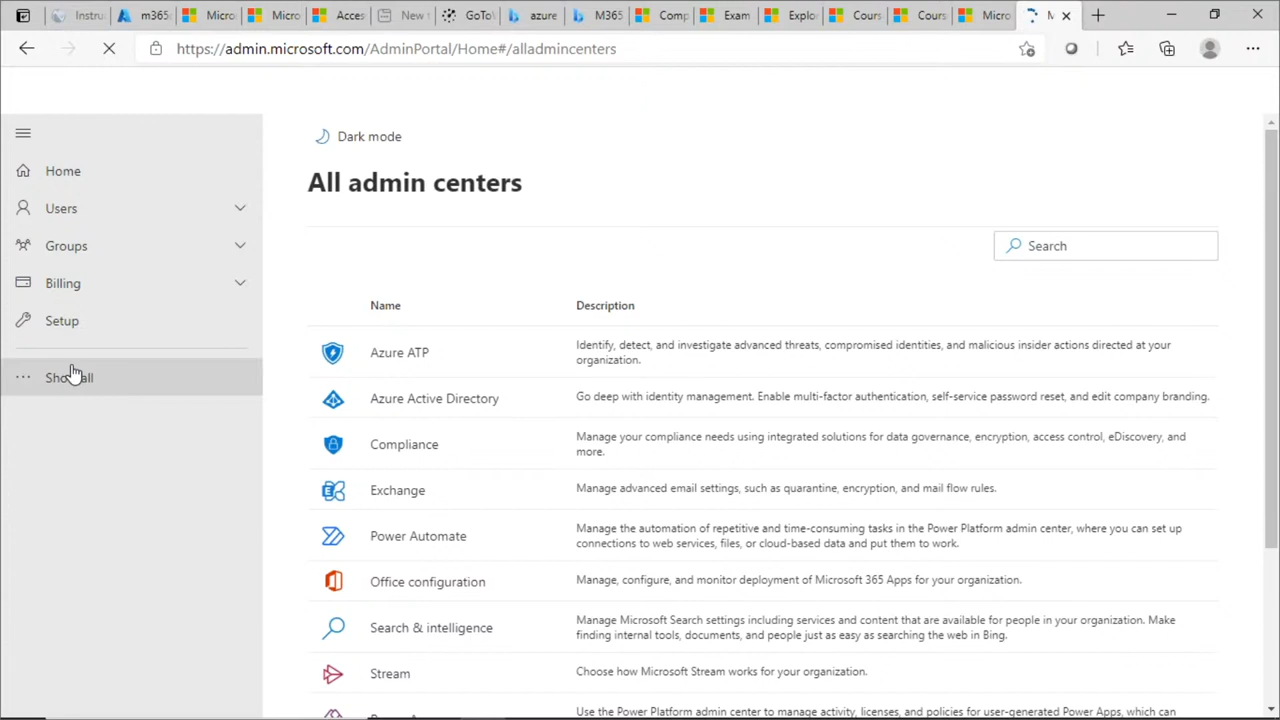 m365
Micro
Micro
Acces
New t
GoTo
azure
M365
Comp
Exam
Explo
Cours
Cours
Micro
https://admin.microsoft.com/AdminPortal/Home#/alladmincenters
Home
Users
Groups
Billing
Setup
Dark mode
All admin centers
Search
Name Description
Azure ATP
Identify, detect, and investigate advanced threats, compromised identities, and malicious insider actions directed at your
organization.
Azure Active Directory
Go deep with identity management. Enable multi-factor authentication, self-service password reset, and edit company branding.
Compliance
Manage your compliance needs using integrated solutions for data governance, encryption, access control, eDiscovery, and
more.
Exchange
Manage advanced email settings, such as quarantine, encryption, and mail flow rules.
Power Automate
Manage the automation of repetitive and time-consuming tasks in the Power Platform admin center, where you can set up
connections to web services, files, or cloud-based data and put them to work.
Office configuration
Manage, configure, and monitor deployment of Microsoft 365 Apps for your organization.
Search & intelligence
Manage Microsoft Search settings including services and content that are available for people in your organization. Make
finding internal tools, documents, and people just as easy as searching the web in Bing.
Stream
Choose how Microsoft Stream works for your organization.
Use the Power Platform admin center to manage activity, licenses, and policies for user-generated Power Apps, which can